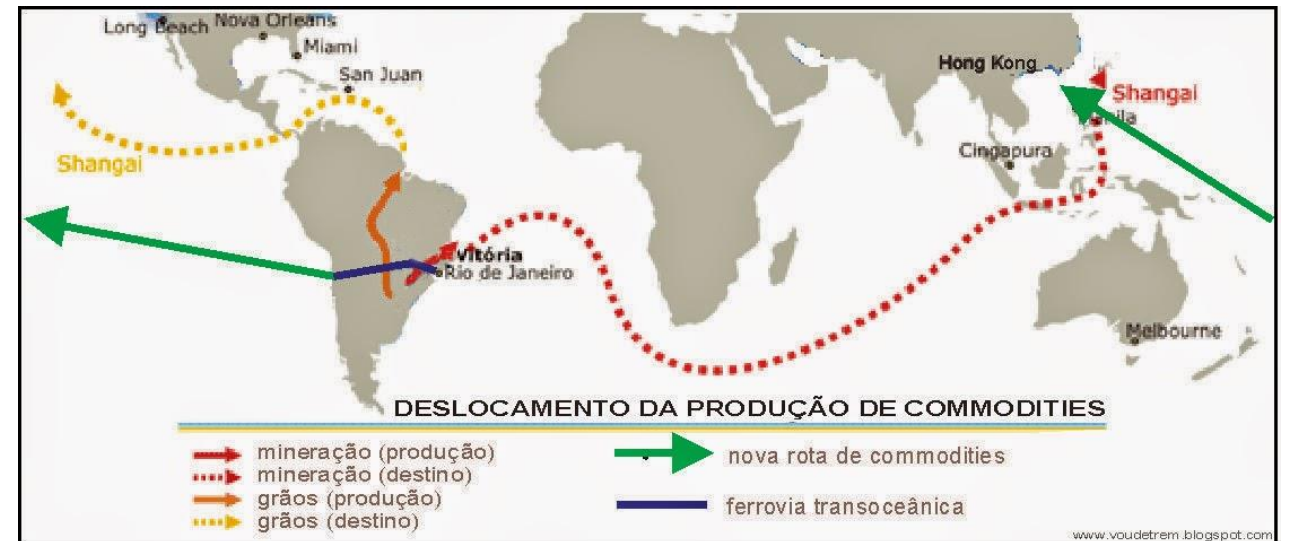 Long Beach
Nova Orleans
Miami
San Juan
Shangai
Vitória
Rio de Janeiro
Hong Kong
Shangai
Cingapura
Melbourne
DESLOCAMENTO DA PRODUÇÃO DE COMMODITIES
mineração (produção)
mineração (destino)
grãos (produção)
grãos (destino)
nova rota de commodities
ferrovia transoceânica
www.voudetrem.blogspot.com